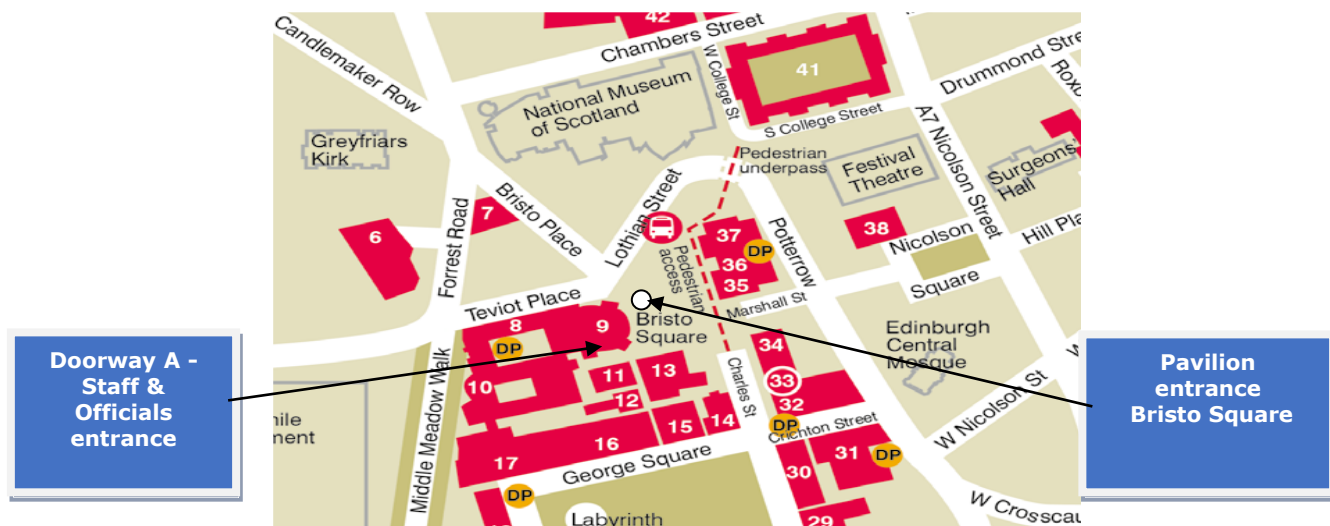 42
Candlemaker Row
Chambers Street
W College St
41
Drummond Stre
Roxo
National Museum
of Scotland
S College Street
A7 Nicolson Street
Greyfriars
Kirk
Pedestrian
underpass
Festival
Theatre
Surgeons'
Hall
Bristo Place
Lothian Street
7
6
Forrest Road
37
DP
36
35
Potterrow
38
Nicolson
Square
Hill Pla
Pedestrian
access
Teviot Place
8
9
DP
Bristo
Square
Marshall St
Edinburgh
Central
Mosque
Doorway A -
Staff &
Officials
entrance
Pavilion
entrance
Bristo Square
34
33
32
10
11
13
12
Charles St
Middle Meadow Walk
14
15
16
17
DP
Crichton Street
W Nicolson St
W
George Square
31
DP
30
29
DP
W Crosscau
Labyrinth
nile
ment